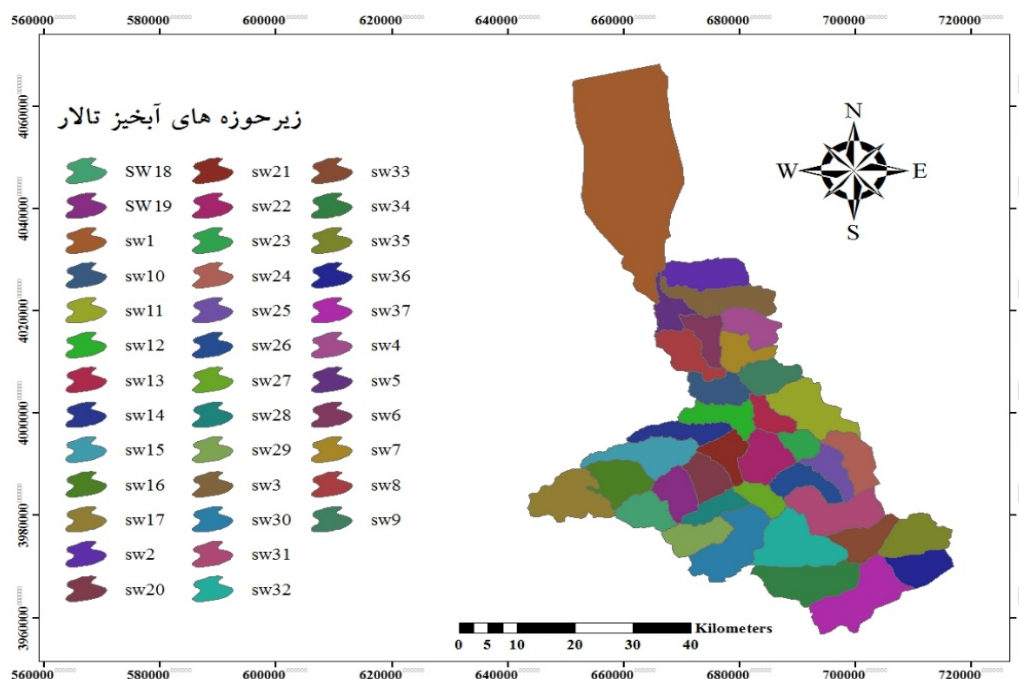 560000 580000 600000 620000 640000 660000 680000 700000 720000
زیرحوزه های آبخیز تالار
SW18 sw21 sw33
SW19 sw22 sw34
sw1 sw23 sw35
sw10 sw24 sw36
sw11 sw25 sw37
sw12 sw26 sw4
sw13 sw27 sw5
sw14 sw28 sw6
sw15 sw29 sw7
sw16 sw3 sw8
sw17 sw30 sw9
sw2 sw31
sw20 sw32
N
W E
S
4060000
4040000
4020000
4000000
3980000
3960000
Kilometers
0 5 10 20 30 40
560000 580000 600000 620000 640000 660000 680000 700000 720000